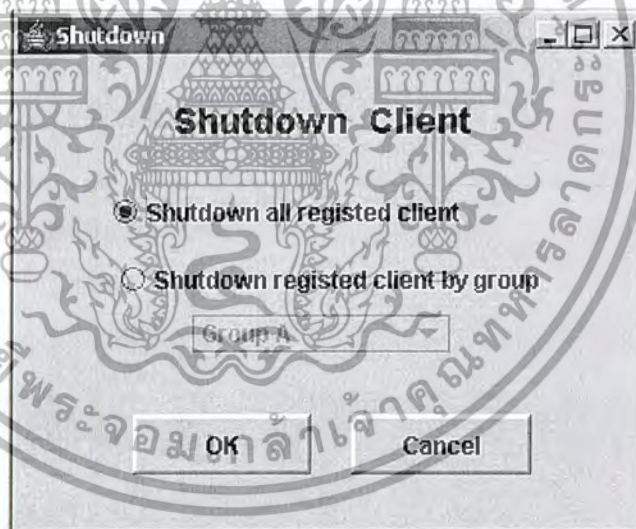 Shutdown
Shutdown Client
Shutdown all registed client
Shutdown registed client by group
Group A
OK
Cancel